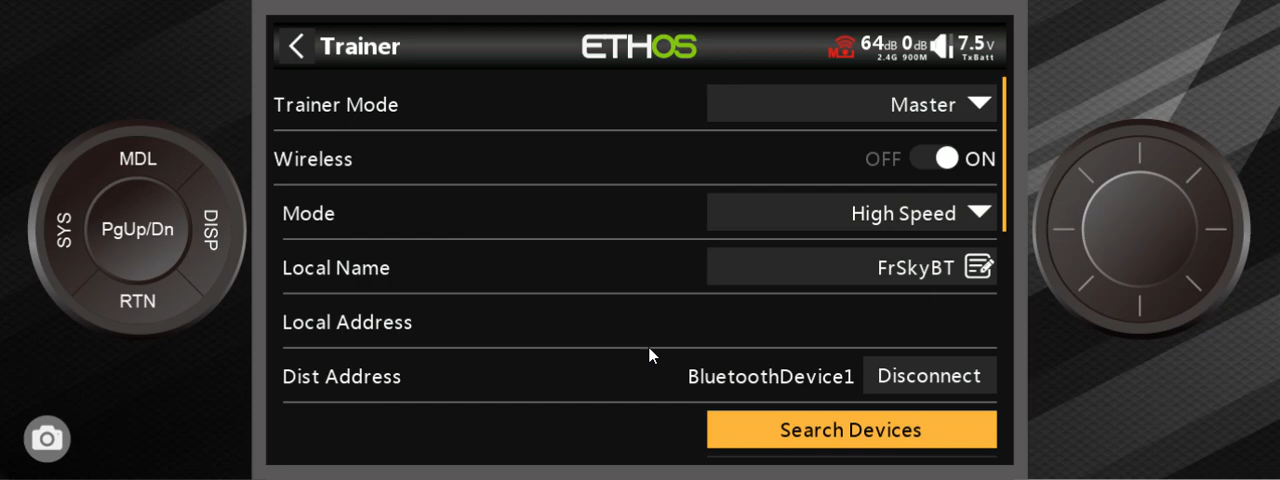 Trainer
ETHOS
64dB 0dB 7.5V
2.4G 900M TxBatt
Trainer Mode Master
Wireless OFF ON
Mode High Speed
Local Name FrSkyBT
Local Address
Dist Address BluetoothDevice1 Disconnect
Search Devices
MDL
SYS
PgUp/Dn
DISP
RTN